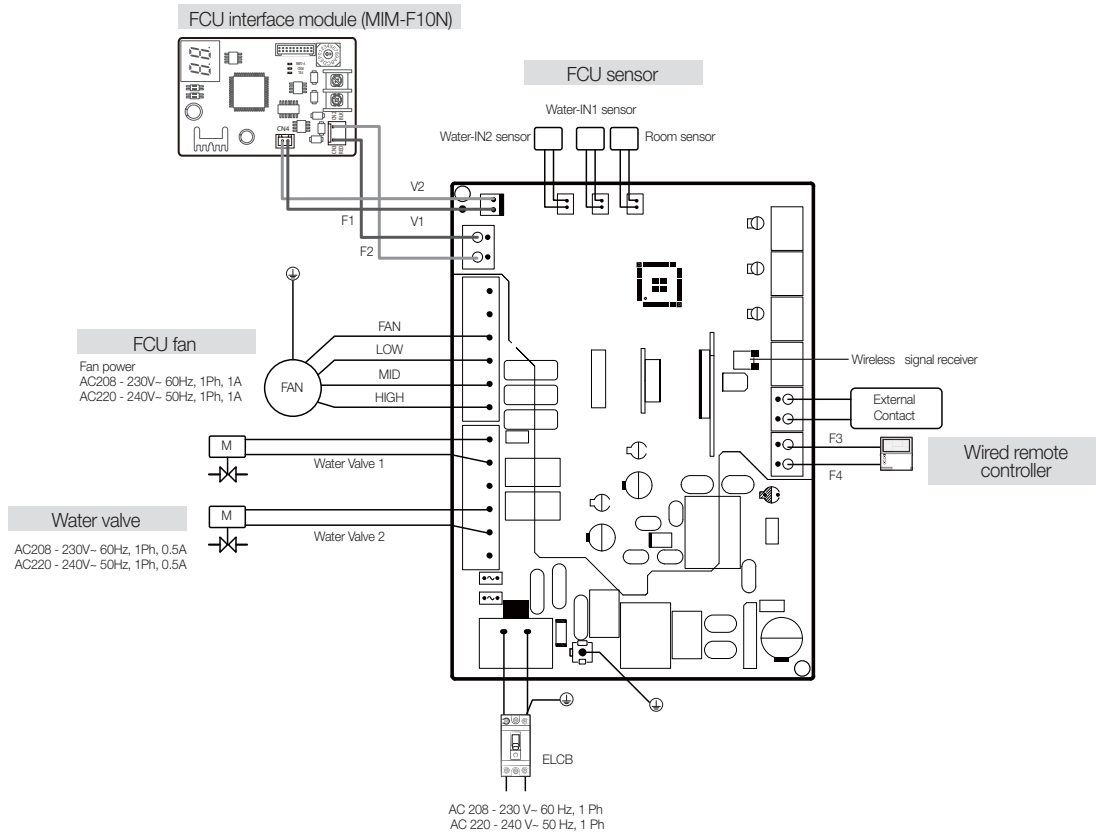 FCU interface module (MIM-F10N)
CN4
FCU sensor
Water-IN1 sensor
Water-IN2 sensor
Room sensor
V2
F1
V1
F2
FCU fan
Fan power
AC208 - 230V~ 60Hz, 1Ph, 1A
AC220 - 240V~ 50Hz, 1Ph, 1A
FAN
FAN
LOW
MID
HIGH
Wireless signal receiver
External
Contact
F3
F4
Wired remote
controller
M
Water Valve 1
Water valve
AC208 - 230V~ 60Hz, 1Ph, 0.5A
AC220 - 240V~ 50Hz, 1Ph, 0.5A
M
Water Valve 2
ELCB
AC 208 - 230 V~ 60 Hz, 1 Ph
AC 220 - 240 V~ 50 Hz, 1 Ph